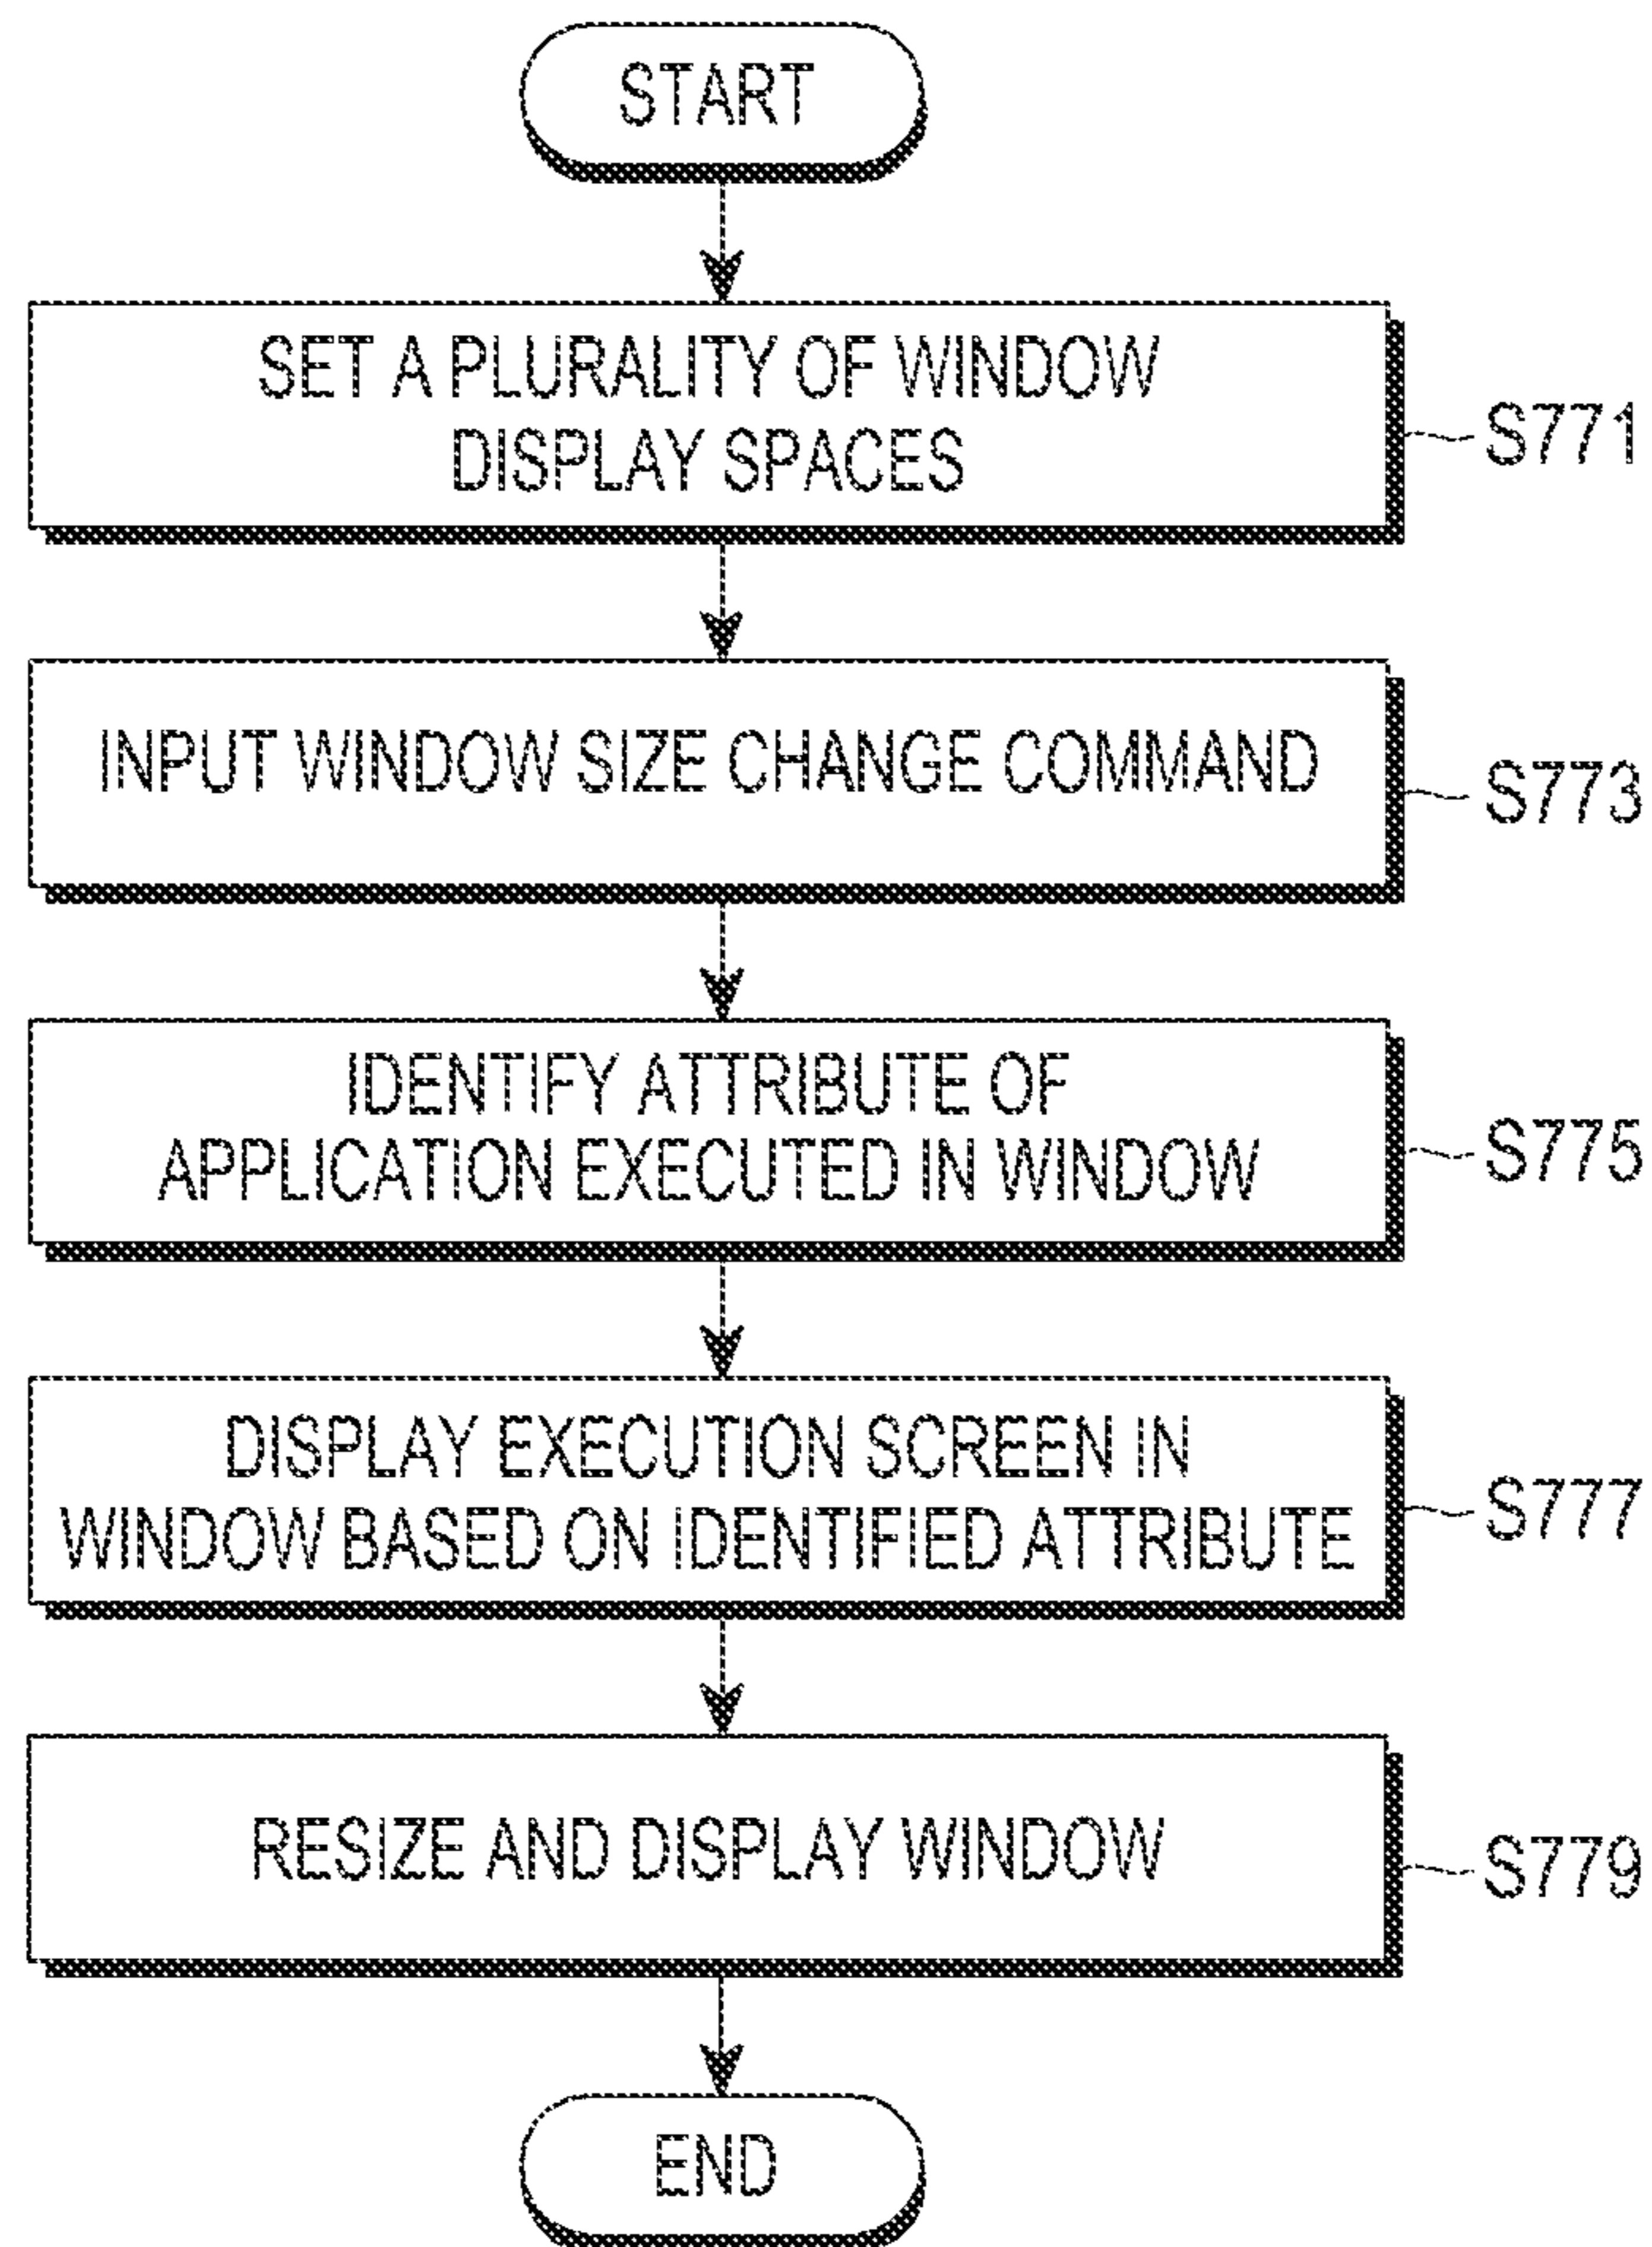 START
SET A PLURALITY OF WINDOW
DISPLAY SPACES
S771
INPUT WINDOW SIZE CHANGE COMMAND
S773
IDENTIFY ATTRIBUTE OF
APPLICATION EXECUTED IN WINDOW
S775
DISPLAY EXECUTION SCREEN IN
WINDOW BASED ON IDENTIFIED ATTRIBUTE
S777
RESIZE AND DISPLAY WINDOW
S779
END